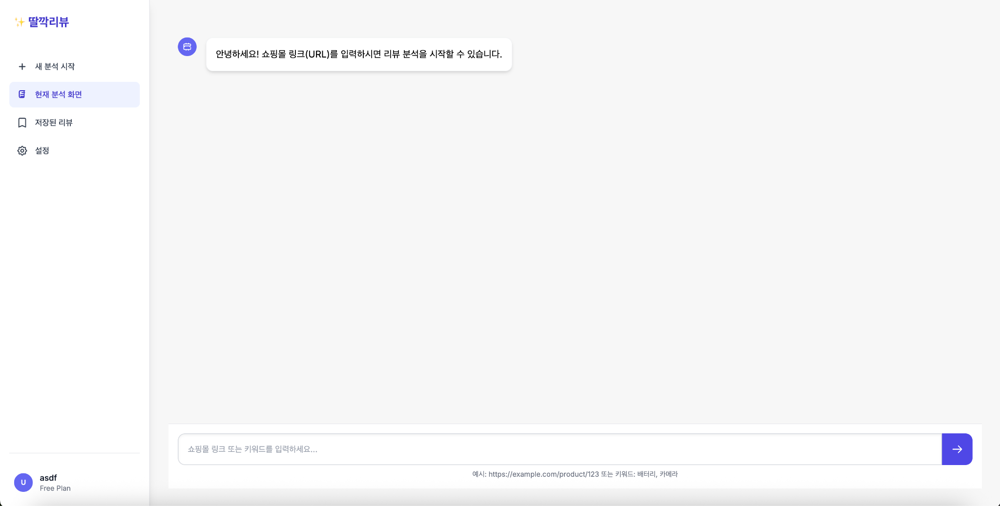 ✨ 딸깍리뷰
새 분석 시작
현재 분석 화면
저장된 리뷰
설정
U
asdf
Free Plan
안녕하세요! 쇼핑몰 링크(URL)를 입력하시면 리뷰 분석을 시작할 수 있습니다.
쇼핑몰 링크 또는 키워드를 입력하세요...
예시: https://example.com/product/123 또는 키워드: 배터리, 카메라